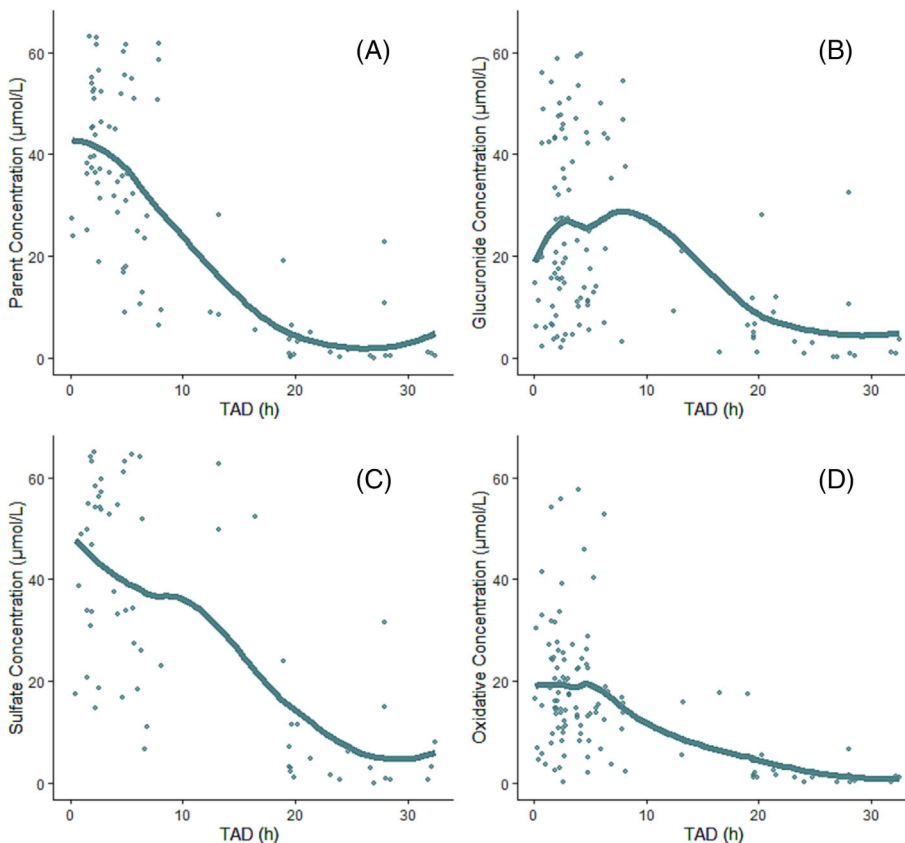 (A)
Parent Concentration (µmol/L)
60
40
20
0
0 10 20 30
TAD (h)
(B)
Glucuronide Concentration (µmol/L)
60
40
20
0
0 10 20 30
TAD (h)
(C)
Sulfate Concentration (µmol/L)
60
40
20
0
0 10 20 30
TAD (h)
(D)
Oxidative Concentration (µmol/L)
60
40
20
0
0 10 20 30
TAD (h)